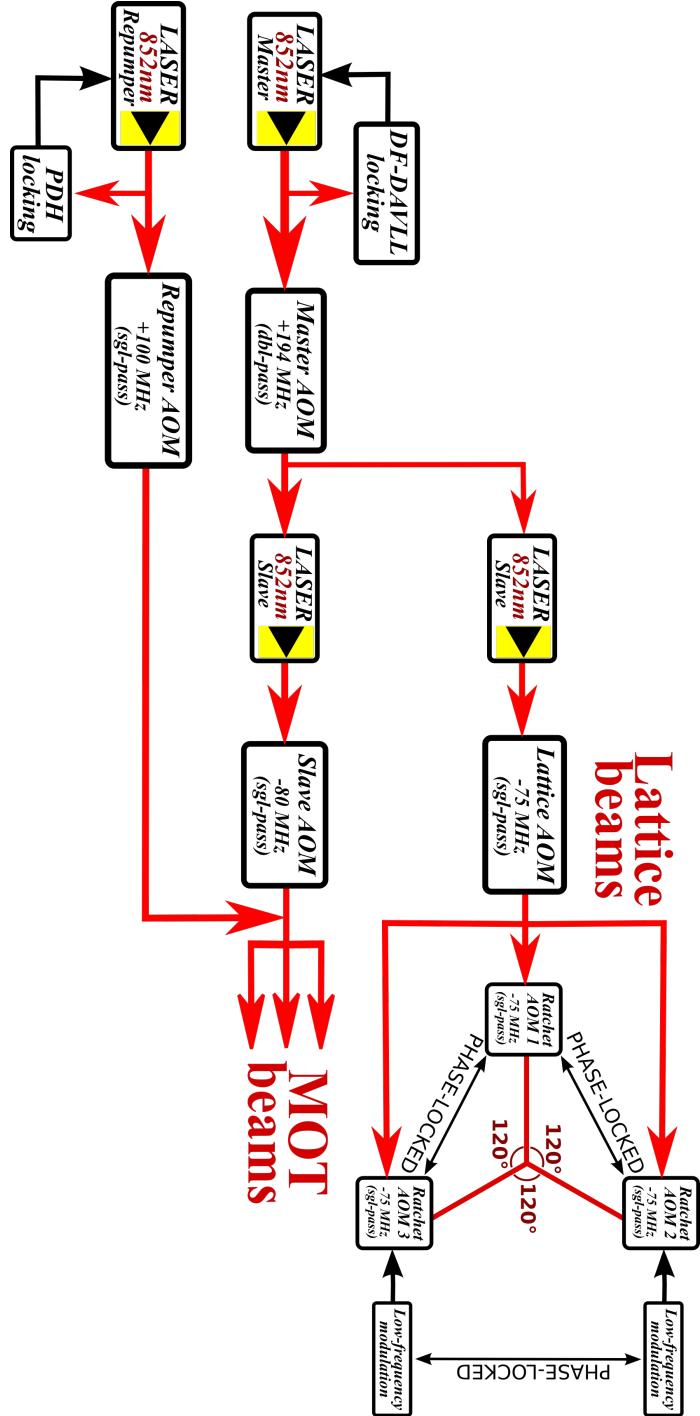 LASER
852nm
Repumper
PDH
locking
Repumper AOM
+100 MHz
(sgl-pass)
LASER
852nm
Master
DF-DAVLL
locking
Master AOM
+194 MHz
(dbl-pass)
LASER
852nm
Slave
Slave AOM
-80 MHz
(sgl-pass)
MOT
beams
LASER
852nm
Slave
Lattice AOM
-75 MHz
(sgl-pass)
Lattice
beams
Ratchet
AOM 1
-75 MHz
(sgl-pass)
PHASE-LOCKED
PHASE-LOCKED
120°
120°
120°
Ratchet
AOM 2
-75 MHz
(sgl-pass)
Ratchet
AOM 3
-75 MHz
(sgl-pass)
Low-frequency
modulation
PHASE-LOCKED
Low-frequency
modulation